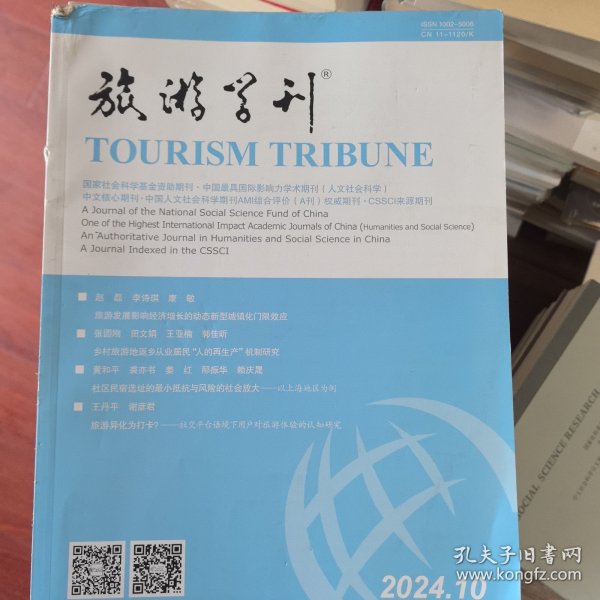 ISSN 1002-5006
CN 11-1120/K
旅游学刊®
TOURISM TRIBUNE
国家社会科学基金资助期刊·中国最具国际影响力学术期刊（人文社会科学）
中文核心期刊·中国人文社会科学期刊AMI综合评价（A刊）权威期刊·CSSCI来源期刊
A Journal of the National Social Science Fund of China
One of the Highest International Impact Academic Journals of China (Humanities and Social Science)
An "Authoritative Journal in Humanities and Social Science in China
A Journal Indexed in the CSSCI
■ 赵 磊 李诗琪 康 敏
旅游发展影响经济增长的动态新型城镇化门限效应
■ 张圆刚 田文娟 王亚楠 郭佳昕
乡村旅游地返乡从业居民“人的再生产”机制研究
■ 黄和平 裘亦书 娄 红 邴振华 赖庆晟
社区民宿选址的最小抵抗与风险的社会放大——以上海地区为例
■ 王丹平 谢彦君
旅游异化为打卡？——社交平台语境下用户对旅游体验的认知研究
2024.10
SOCIAL SCIENCE RESEARCH
孔夫子旧书网
www.kongfz.com